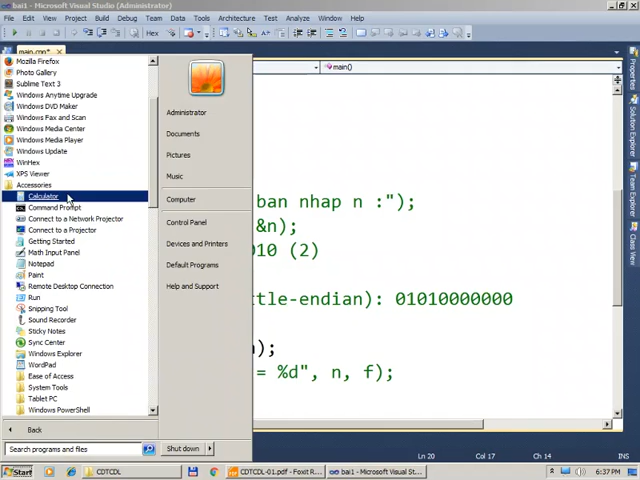 bai1 - Microsoft Visual Studio (Administrator)
File Edit View Project Build Debug Team Data Tools Architecture Test Analyze Window Help
Hex
main.cpp*
main()
Mozilla Firefox
Photo Gallery
Sublime Text 3
Windows Anytime Upgrade
Windows DVD Maker
Windows Fax and Scan
Windows Media Center
Windows Media Player
Windows Update
WinHex
XPS Viewer
Accessories
Calculator
Command Prompt
Connect to a Network Projector
Connect to a Projector
Getting Started
Math Input Panel
Notepad
Paint
Remote Desktop Connection
Run
Snipping Tool
Sound Recorder
Sticky Notes
Sync Center
Windows Explorer
WordPad
Ease of Access
System Tools
Tablet PC
Windows PowerShell
Back
Search programs and files
Administrator
Documents
Pictures
Music
Computer
Control Panel
Devices and Printers
Default Programs
Help and Support
Shut down
ban nhap n :");
&n);
010 (2)
ttle-endian): 01010000000
);
= %d", n, f);
Properties
Solution Explorer
Team Explorer
Class View
Ln 20 Col 17 Ch 14
Start
CDTCDL
CDTCDL-01.pdf - Foxit R...
bai1 - Microsoft Visual St...
6:37 PM